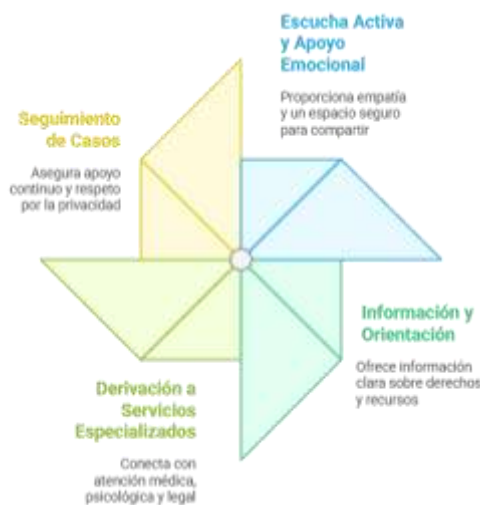 Escucha Activa
y Apoyo
Emocional
Proporciona empatía
y un espacio seguro
para compartir
Seguimiento
de Casos
Asegura apoyo
continuo y respeto
por la privacidad
Información y
Orientación
Ofrece información
clara sobre derechos
y recursos
Derivación a
Servicios
Especializados
Conecta con
atención médica,
psicológica y legal